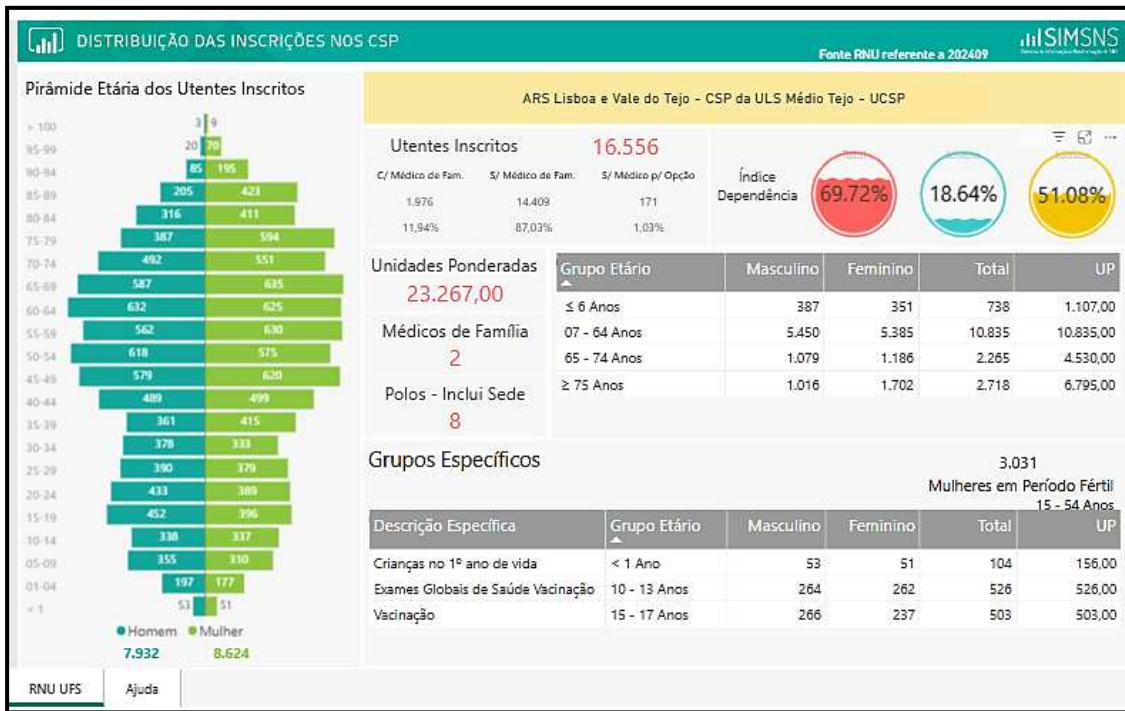 DISTRIBUIÇÃO DAS INSCRIÇÕES NOS CSP
Fonte RNU referente a 202409
SIMSNS
Pirâmide Etária dos Utentes Inscritos
> 100 3 9
95-99 20 70
90-94 85 195
85-89 205 423
80-84 316 411
75-79 387 594
70-74 492 551
65-69 587 635
60-64 632 625
55-59 562 630
50-54 618 575
45-49 579 620
40-44 489 499
35-39 361 415
30-34 378 333
25-29 390 379
20-24 433 389
15-19 452 396
10-14 338 337
05-09 355 310
01-04 197 177
< 1 53 51
Homem Mulher
7.932 8.624
ARS Lisboa e Vale do Tejo - CSP da ULS Médio Tejo - UCSP
Utentes Inscritos 16.556
C/ Médico de Fam. S/ Médico de Fam. S/ Médico p/ Opção
1.976 14.409 171
11,94% 87,03% 1,03%
Índice
Dependência
Total
69.72%
18.64%
51.08%
Unidades Ponderadas
23.267,00
Médicos de Família
2
Polos - Inclui Sede
8
Grupo Etário Masculino Feminino Total UP
≤ 6 Anos 387 351 738 1.107,00
07 - 64 Anos 5.450 5.385 10.835 10.835,00
65 - 74 Anos 1.079 1.186 2.265 4.530,00
≥ 75 Anos 1.016 1.702 2.718 6.795,00
Grupos Específicos
3.031
Mulheres em Período Fértil
15 - 54 Anos
Descrição Específica Grupo Etário Masculino Feminino Total UP
Crianças no 1º ano de vida < 1 Ano 53 51 104 156,00
Exames Globais de Saúde Vacinação 10 - 13 Anos 264 262 526 526,00
Vacinação 15 - 17 Anos 266 237 503 503,00
RNU UFS Ajuda